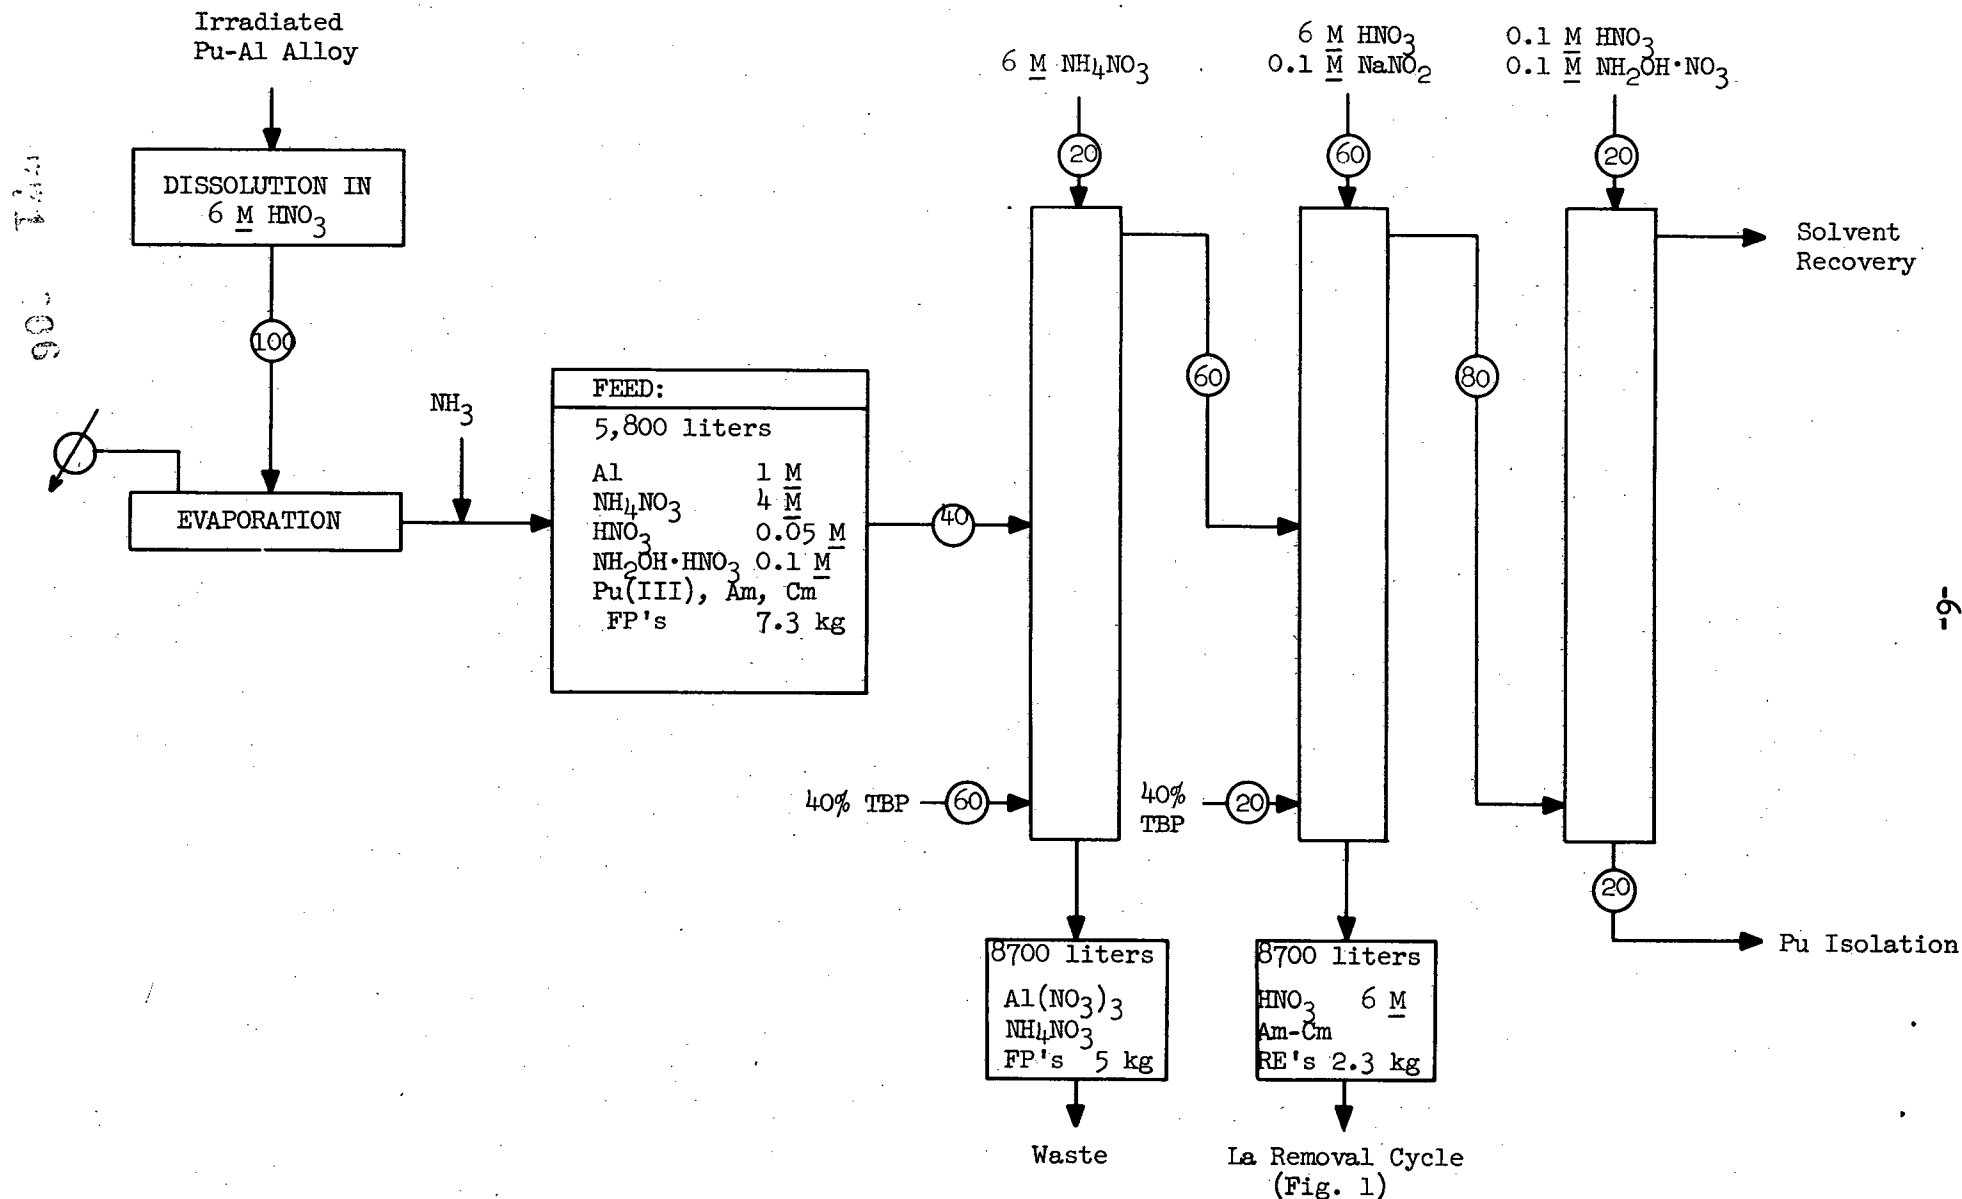 Irradiated
Pu-Al Alloy
DISSOLUTION IN
6 M HNO3
100
EVAPORATION
NH3
FEED:
5,800 liters
Al 1 M
NH4NO3 4 M
HNO3 0.05 M
NH2OH·HNO3 0.1 M
Pu(III), Am, Cm
FP's 7.3 kg
40
6 M NH4NO3
20
60
40% TBP
60
8700 liters
Al(NO3)3
NH4NO3
FP's 5 kg
Waste
6 M HNO3
0.1 M NaNO2
60
80
40%
TBP
20
8700 liters
HNO3 6 M
Am-Cm
RE's 2.3 kg
La Removal Cycle
(Fig. 1)
0.1 M HNO3
0.1 M NH2OH·NO3
20
Solvent
Recovery
20
Pu Isolation
-9-